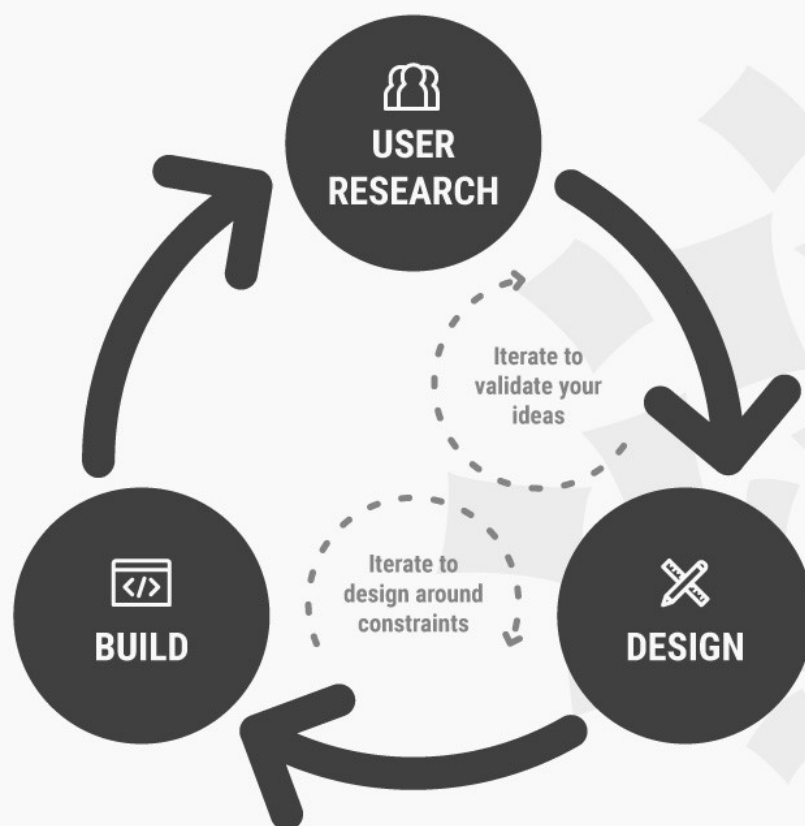 USER
RESEARCH
Iterate to
validate your
ideas
Iterate to
design around
constraints
</>
BUILD
DESIGN